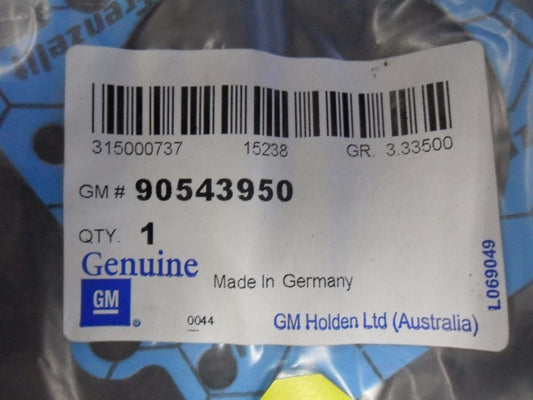 Frenzelit
315000737 15238 GR. 3.33500
GM # 90543950
QTY. 1
Genuine
Made In Germany
GM ®
0044
GM Holden Ltd (Australia)
L069049